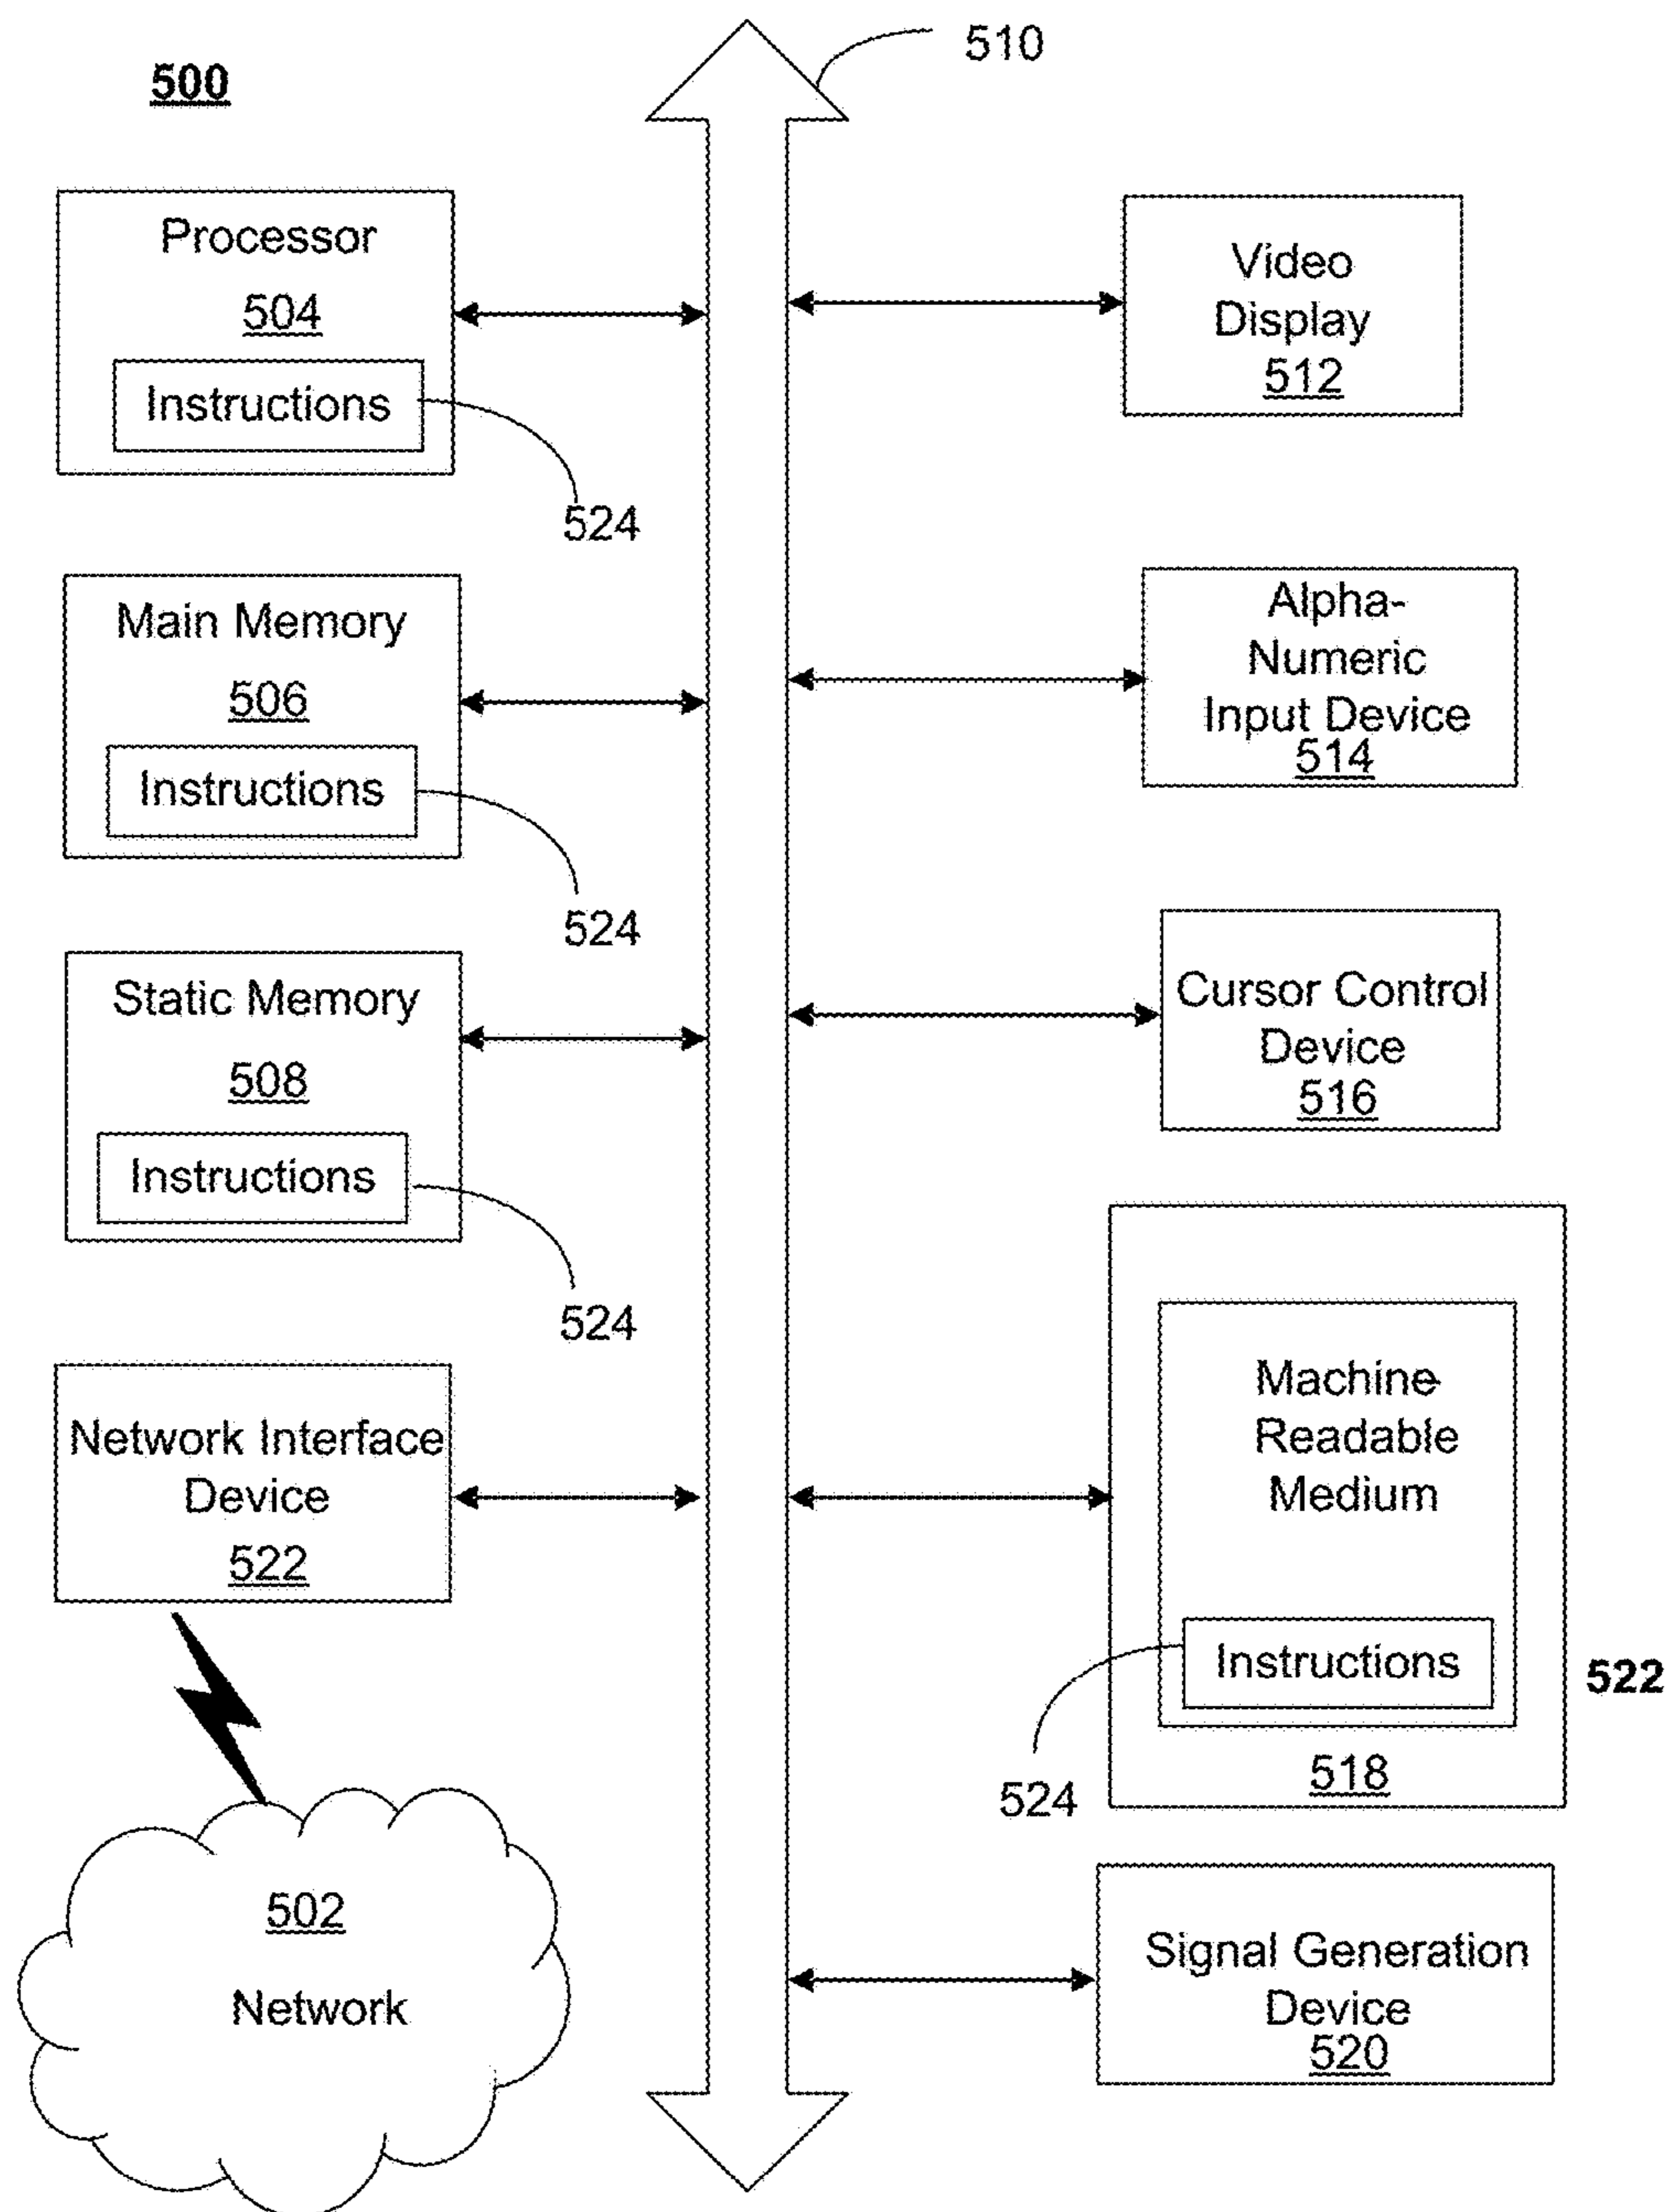 500
510
Processor
504
Instructions
524
Main Memory
506
Instructions
524
Static Memory
508
Instructions
524
Network Interface
Device
522
502
Network
Video
Display
512
Alpha-
Numeric
Input Device
514
Cursor Control
Device
516
Machine-
Readable
Medium
Instructions
524
518
522
Signal Generation
Device
520